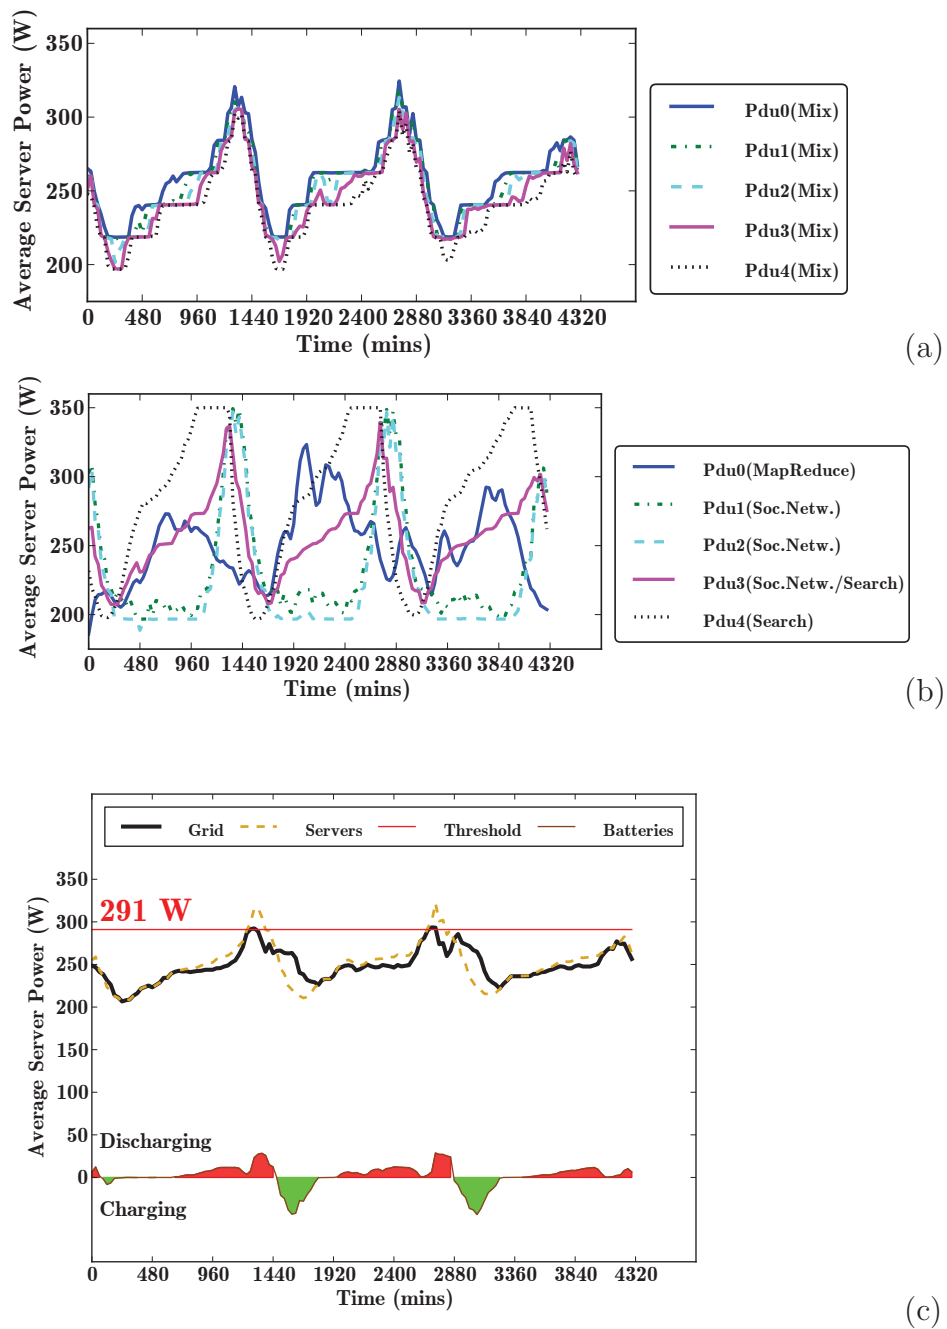 Average Server Power (W)
350
300
250
200
0 480 960 1440 1920 2400 2880 3360 3840 4320
Time (mins)
Pdu0(Mix)
Pdu1(Mix)
Pdu2(Mix)
Pdu3(Mix)
Pdu4(Mix)
(a)
Average Server Power (W)
350
300
250
200
0 480 960 1440 1920 2400 2880 3360 3840 4320
Time (mins)
Pdu0(MapReduce)
Pdu1(Soc.Netw.)
Pdu2(Soc.Netw.)
Pdu3(Soc.Netw./Search)
Pdu4(Search)
(b)
Grid Servers Threshold Batteries
Average Server Power (W)
350
300
250
200
150
100
50
0
291 W
Discharging
Charging
0 480 960 1440 1920 2400 2880 3360 3840 4320
Time (mins)
(c)